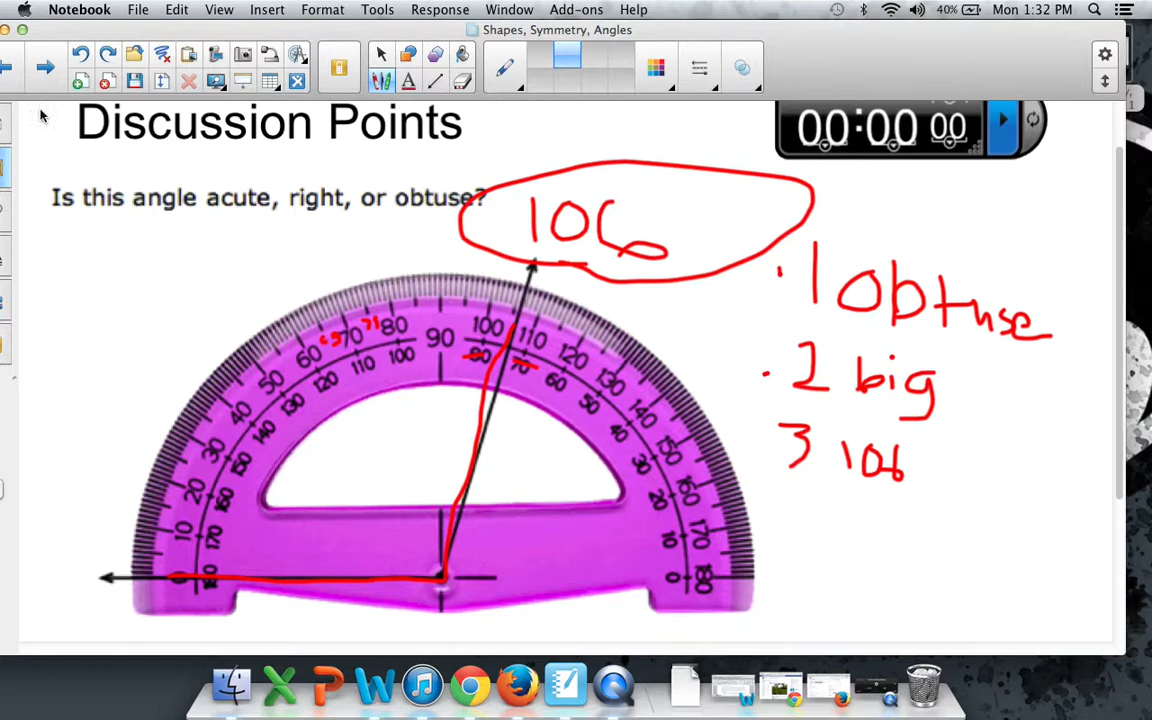 Notebook File Edit View Insert Format Tools Response Window Add-ons Help 40% Mon 1:32 PM
Shapes, Symmetry, Angles
Discussion Points
00:00 00
Is this angle acute, right, or obtuse?
106
· 1 obtuse
· 2 big
3 106
0 10 20 30 40 50 60 70 80 90 100 110 120 130 140 150 160 170 180
180 170 160 150 140 130 120 110 100 80 70 60 50 40 30 20 10 0
71